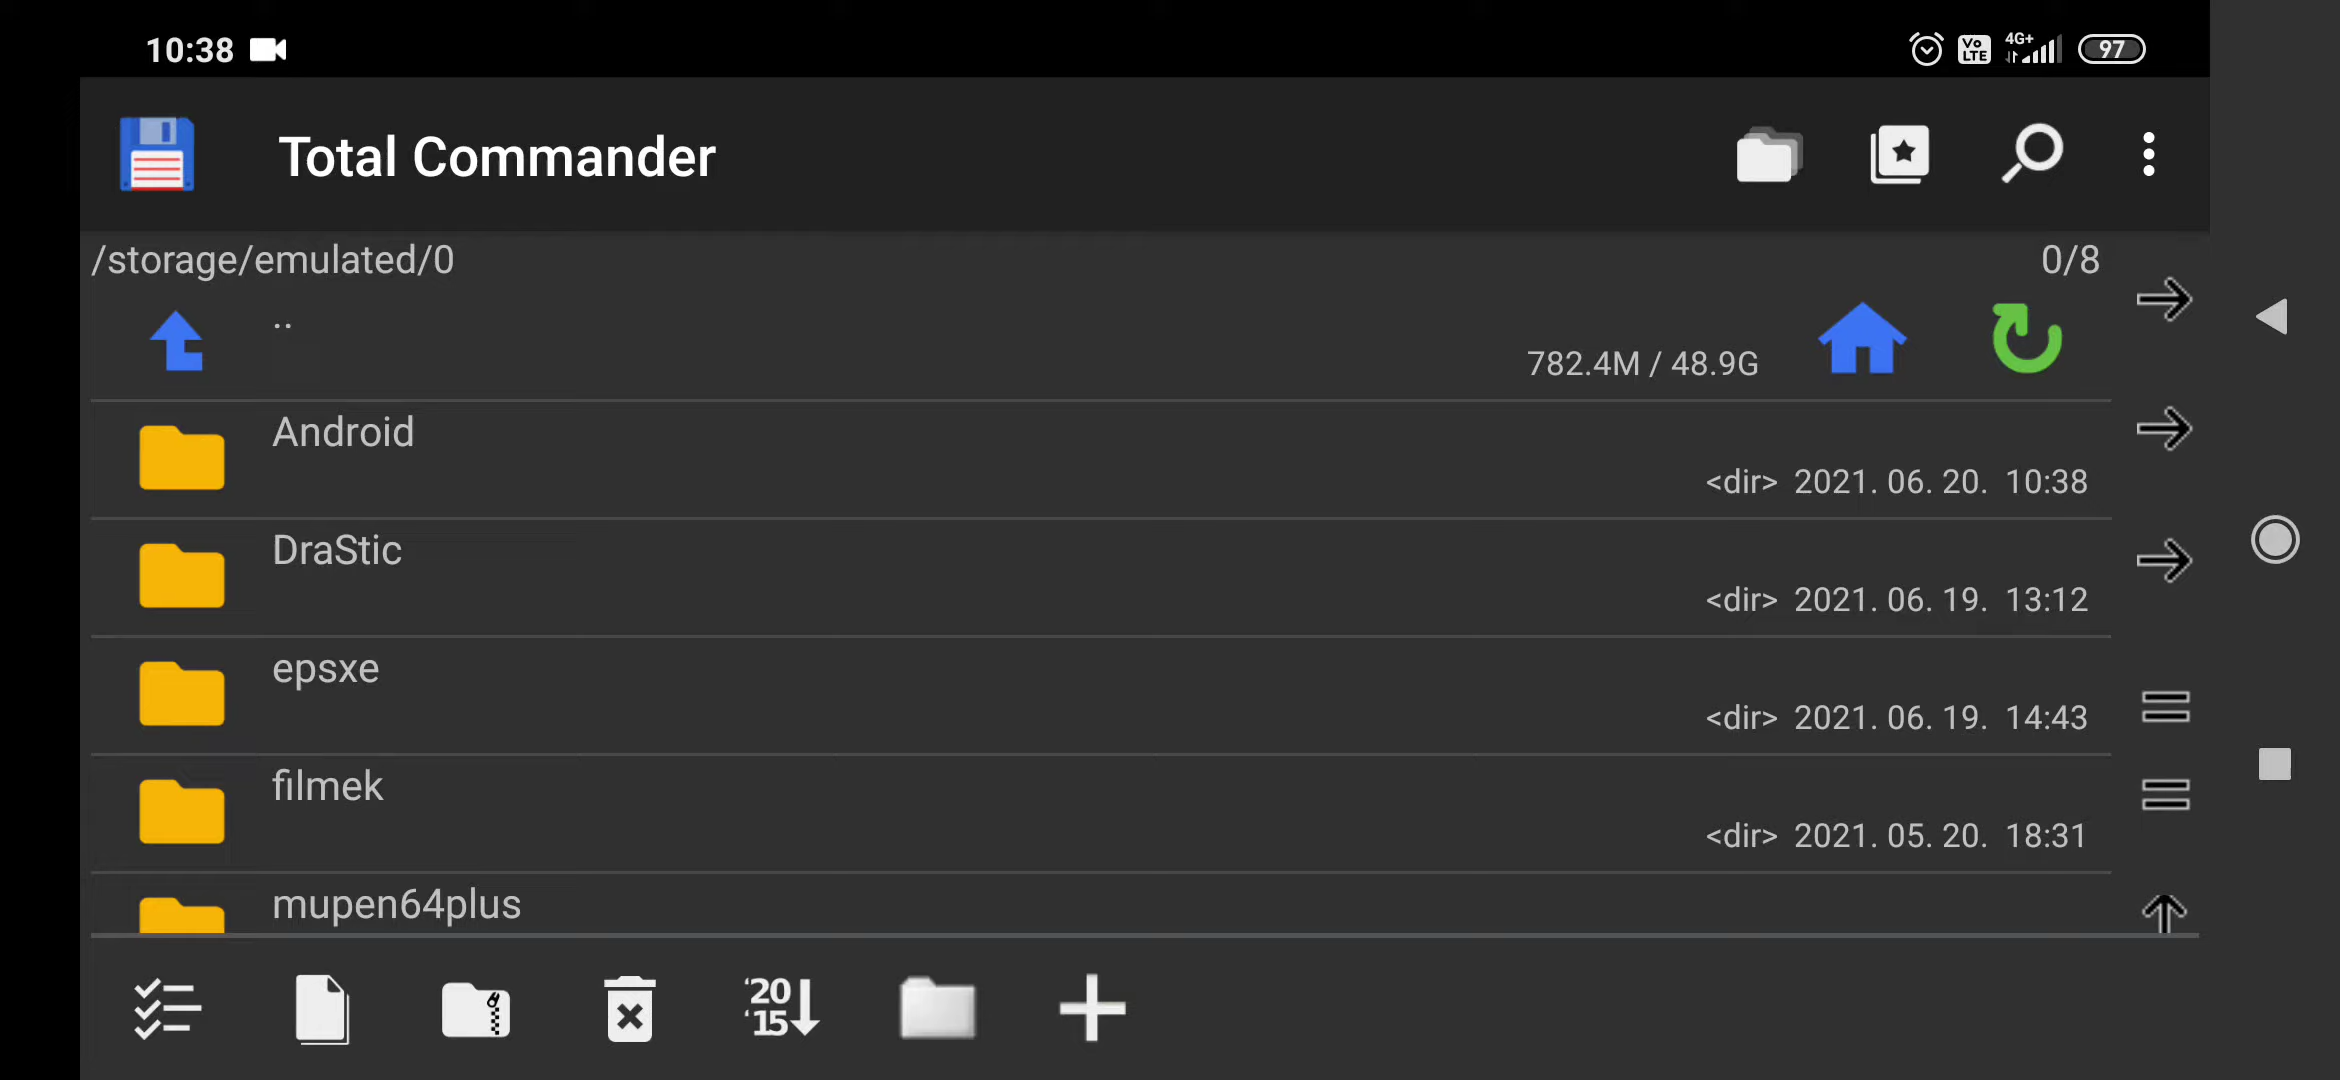 10:38
Vo LTE 4G+ 97
Total Commander
/storage/emulated/0 0/8
..
782.4M / 48.9G
Android
<dir> 2021. 06. 20. 10:38
DraStic
<dir> 2021. 06. 19. 13:12
epsxe
<dir> 2021. 06. 19. 14:43
filmek
<dir> 2021. 05. 20. 18:31
mupen64plus
'20
'15